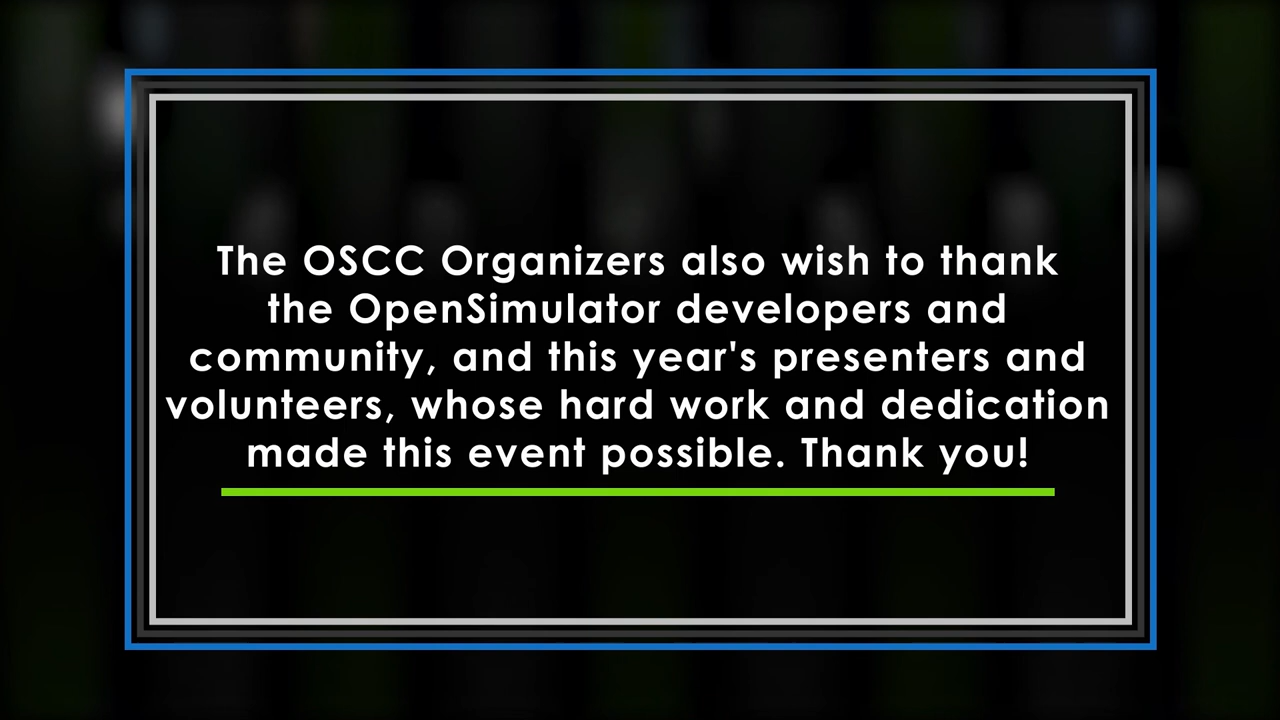 The OSCC Organizers also wish to thank
the OpenSimulator developers and
community, and this year's presenters and
volunteers, whose hard work and dedication
made this event possible. Thank you!